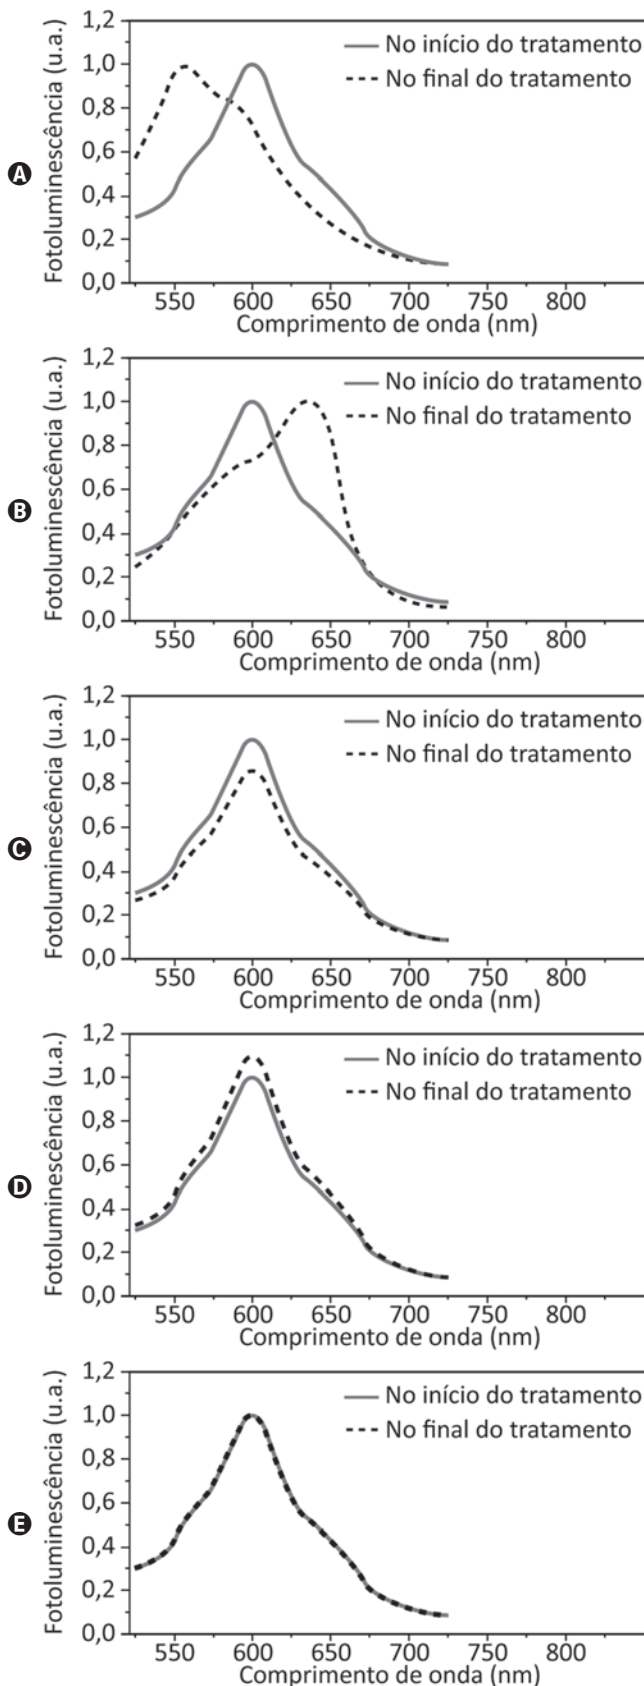 1,2
1,0
0,8
0,6
0,4
0,2
0,0
Fotoluminescência (u.a.)
No início do tratamento
No final do tratamento
A
550 600 650 700 750 800
Comprimento de onda (nm)
1,2
1,0
0,8
0,6
0,4
0,2
0,0
Fotoluminescência (u.a.)
No início do tratamento
No final do tratamento
B
550 600 650 700 750 800
Comprimento de onda (nm)
1,2
1,0
0,8
0,6
0,4
0,2
0,0
Fotoluminescência (u.a.)
No início do tratamento
No final do tratamento
C
550 600 650 700 750 800
Comprimento de onda (nm)
1,2
1,0
0,8
0,6
0,4
0,2
0,0
Fotoluminescência (u.a.)
No início do tratamento
No final do tratamento
D
550 600 650 700 750 800
Comprimento de onda (nm)
1,2
1,0
0,8
0,6
0,4
0,2
0,0
Fotoluminescência (u.a.)
No início do tratamento
No final do tratamento
E
550 600 650 700 750 800
Comprimento de onda (nm)